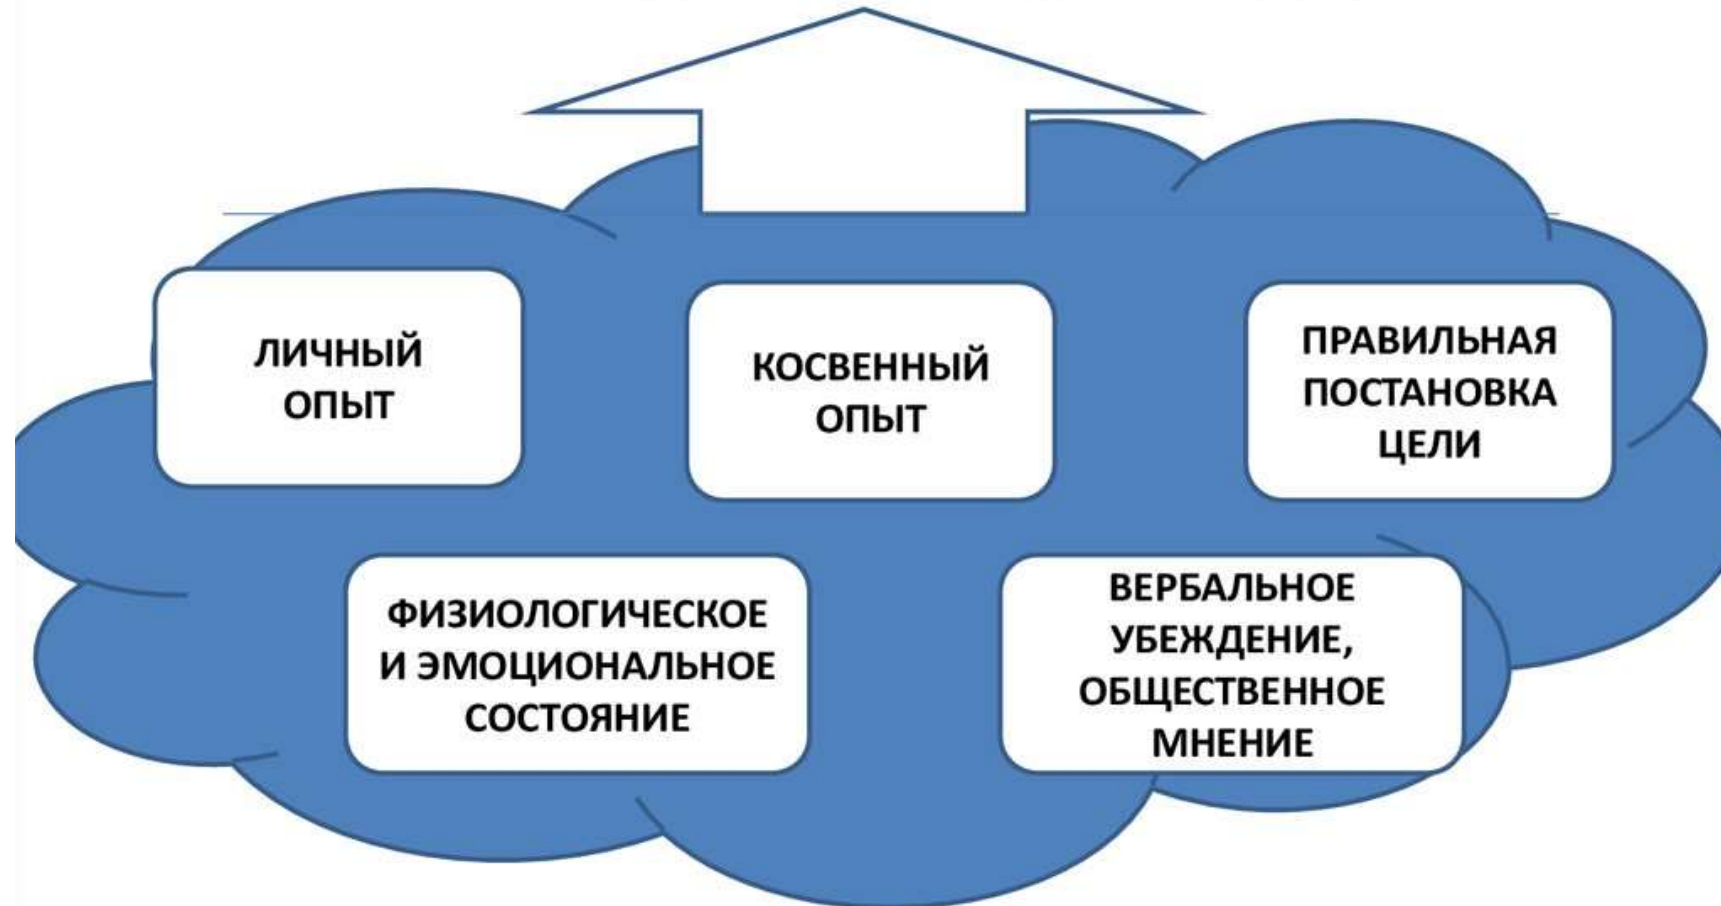 ЛИЧНЫЙ
ОПЫТ
КОСВЕННЫЙ
ОПЫТ
ПРАВИЛЬНАЯ
ПОСТАНОВКА
ЦЕЛИ
ФИЗИОЛОГИЧЕСКОЕ
И ЭМОЦИОНАЛЬНОЕ
СОСТОЯНИЕ
ВЕРБАЛЬНОЕ
УБЕЖДЕНИЕ,
ОБЩЕСТВЕННОЕ
МНЕНИЕ